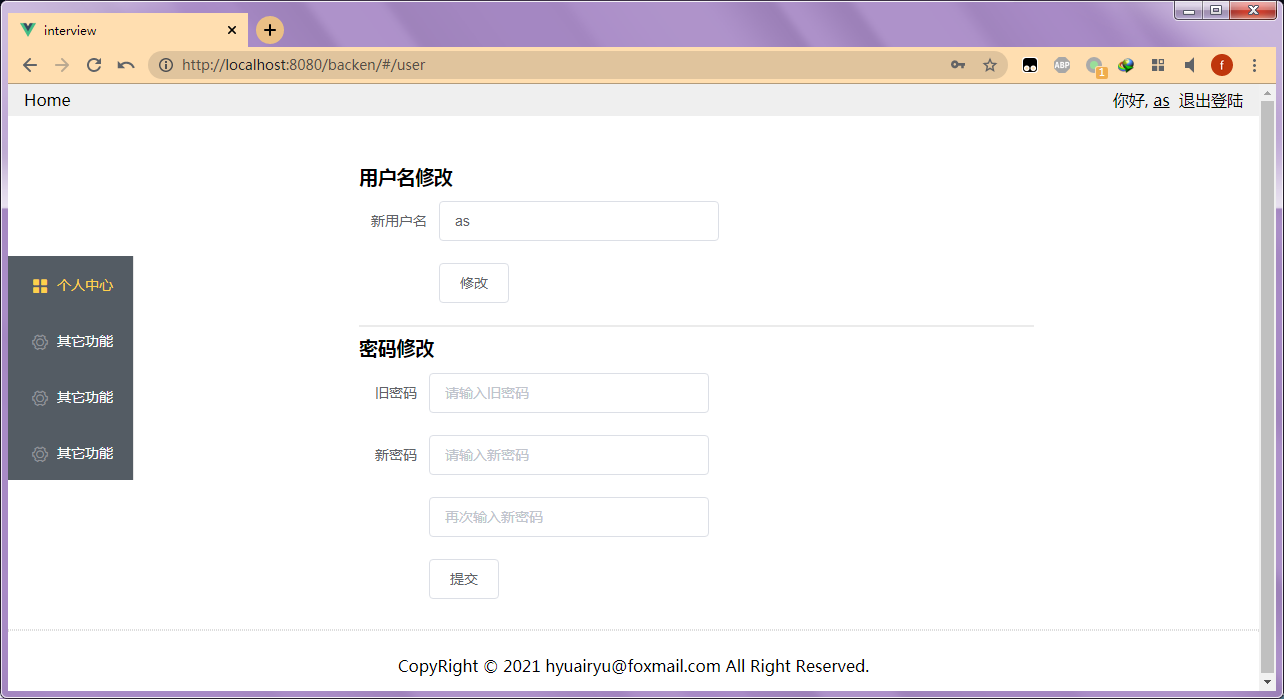 interview
http://localhost:8080/backen/#/user
ABP
1
f
Home
你好, as 退出登陆
用户名修改
新用户名
as
修改
个人中心
其它功能
其它功能
其它功能
密码修改
旧密码
请输入旧密码
新密码
请输入新密码
再次输入新密码
提交
CopyRight © 2021 hyuairyu@foxmail.com All Right Reserved.